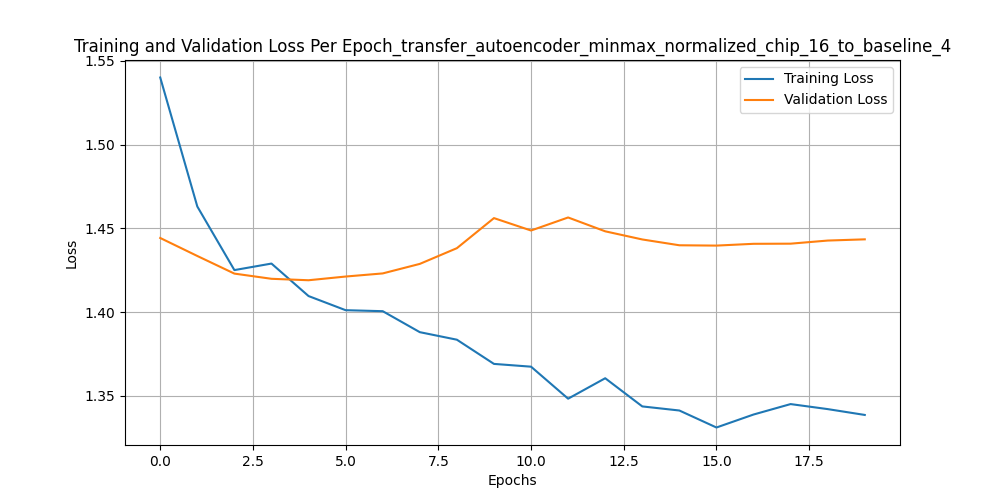 Training and Validation Loss Per Epoch_transfer_autoencoder_minmax_normalized_chip_16_to_baseline_4
Training Loss
Validation Loss
Loss
1.55
1.50
1.45
1.40
1.35
0.0 2.5 5.0 7.5 10.0 12.5 15.0 17.5
Epochs